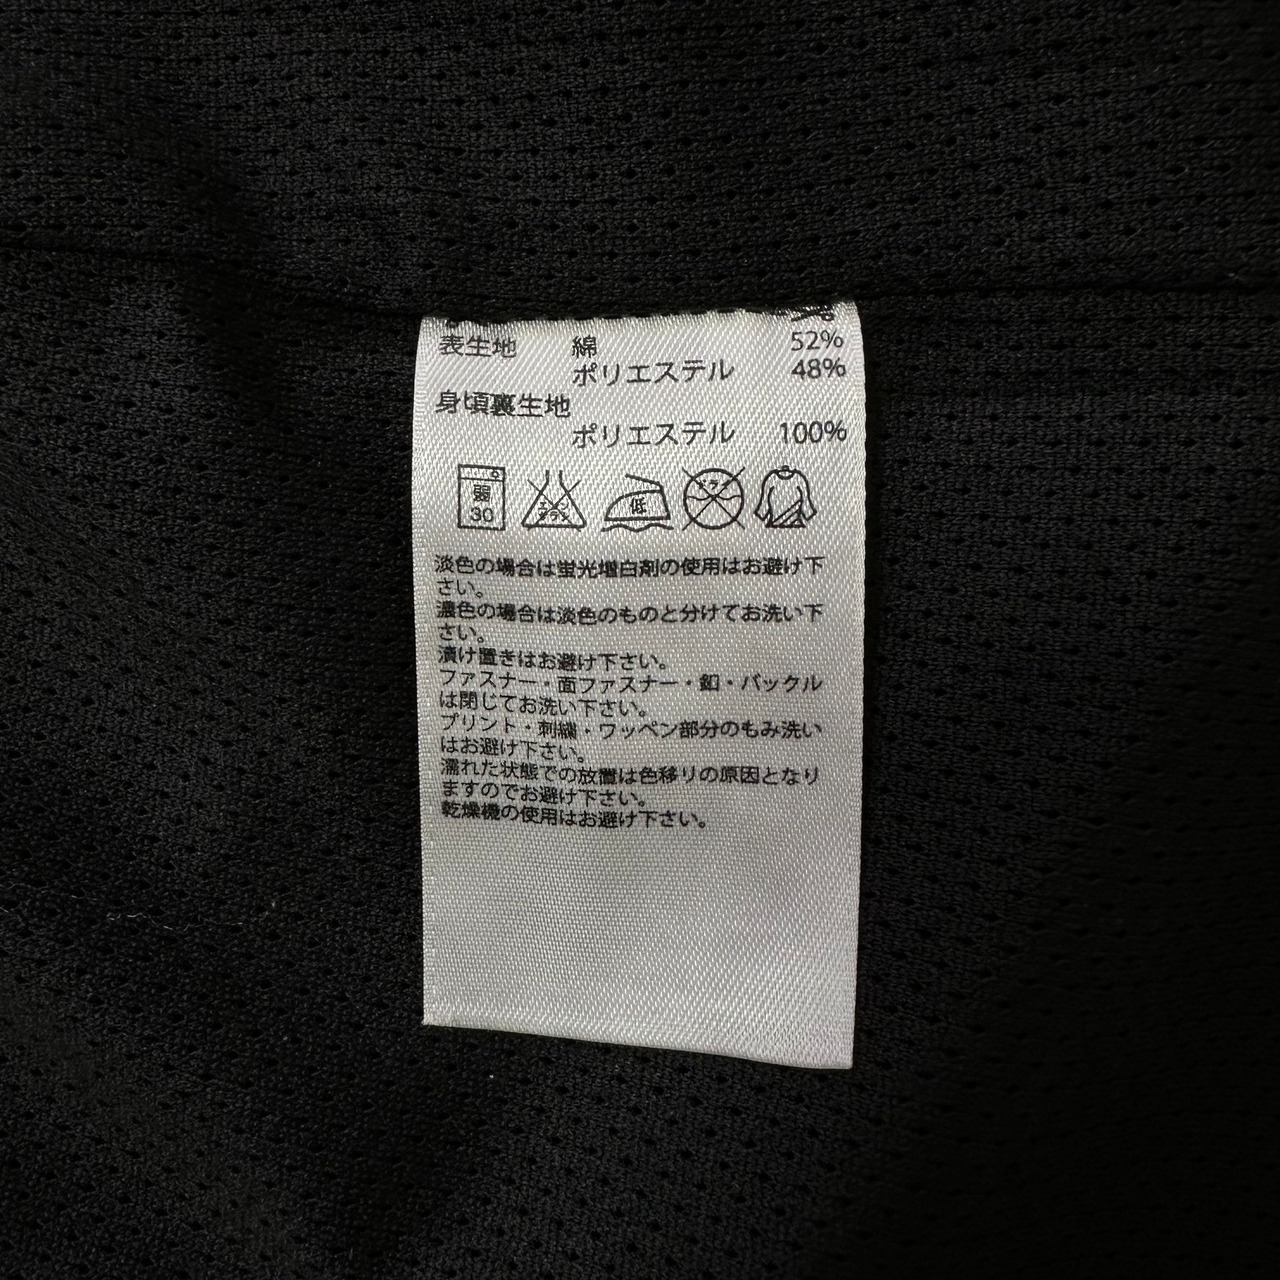 表生地 綿 52%
ポリエステル 48%
身頃裏生地
ポリエステル 100%
弱 30 エンソサラシ 低 ドライ
淡色の場合は蛍光増白剤の使用はお避け下
さい。
濃色の場合は淡色のものと分けてお洗い下
さい。
漬け置きはお避け下さい。
ファスナー・面ファスナー・釦・バックル
は閉じてお洗い下さい。
プリント・刺繍・ワッペン部分のもみ洗い
はお避け下さい。
濡れた状態での放置は色移りの原因となり
ますのでお避け下さい。
乾燥機の使用はお避け下さい。